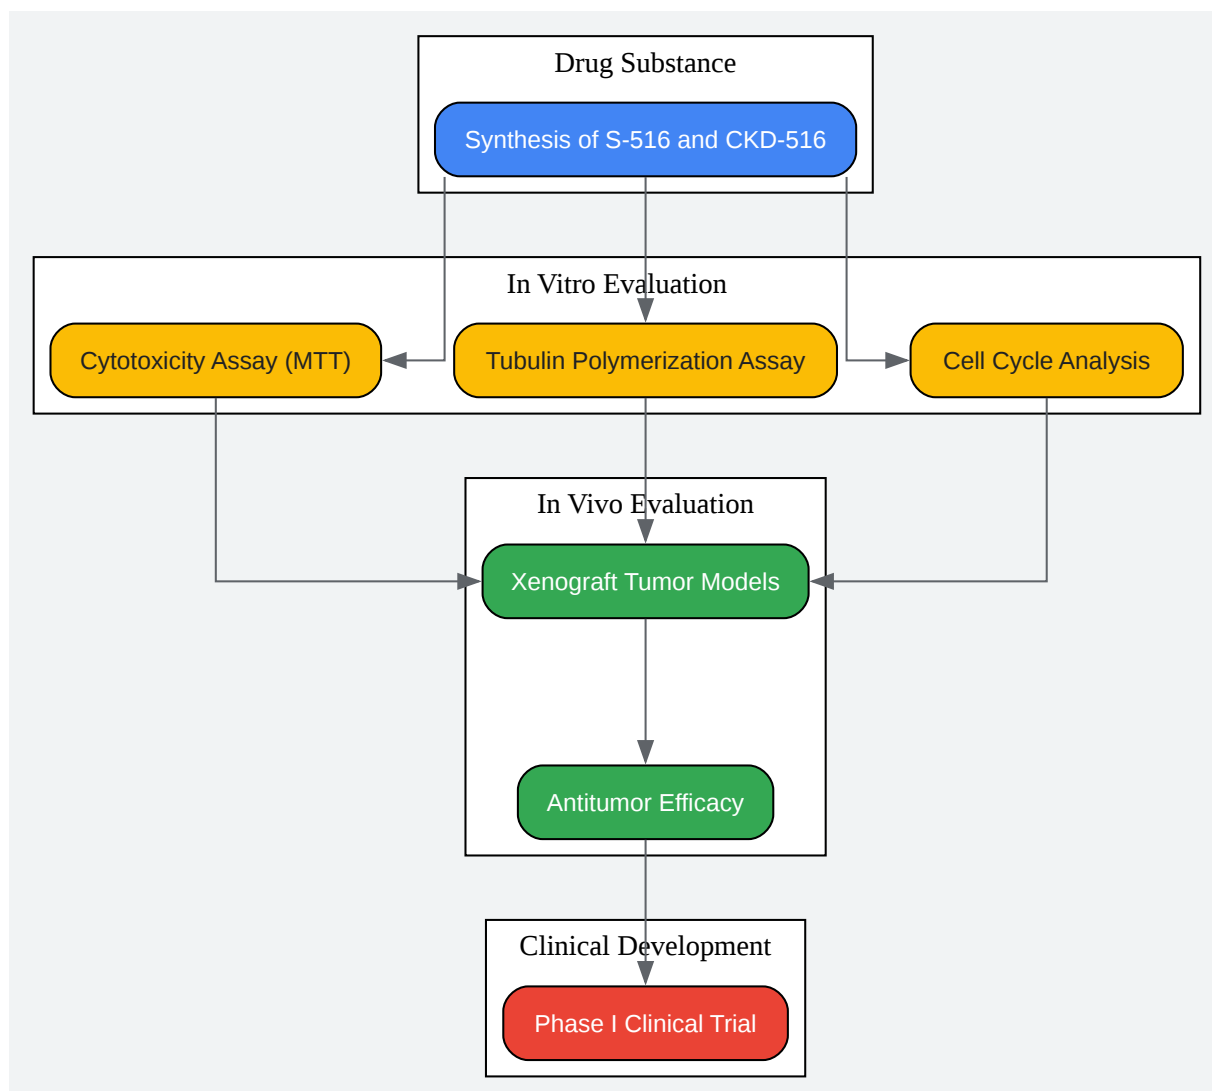 Drug Substance
Synthesis of S-516 and CKD-516
In Vitro Evaluation
Cytotoxicity Assay (MTT)
Tubulin Polymerization Assay
Cell Cycle Analysis
In Vivo Evaluation
Xenograft Tumor Models
Antitumor Efficacy
Clinical Development
Phase I Clinical Trial